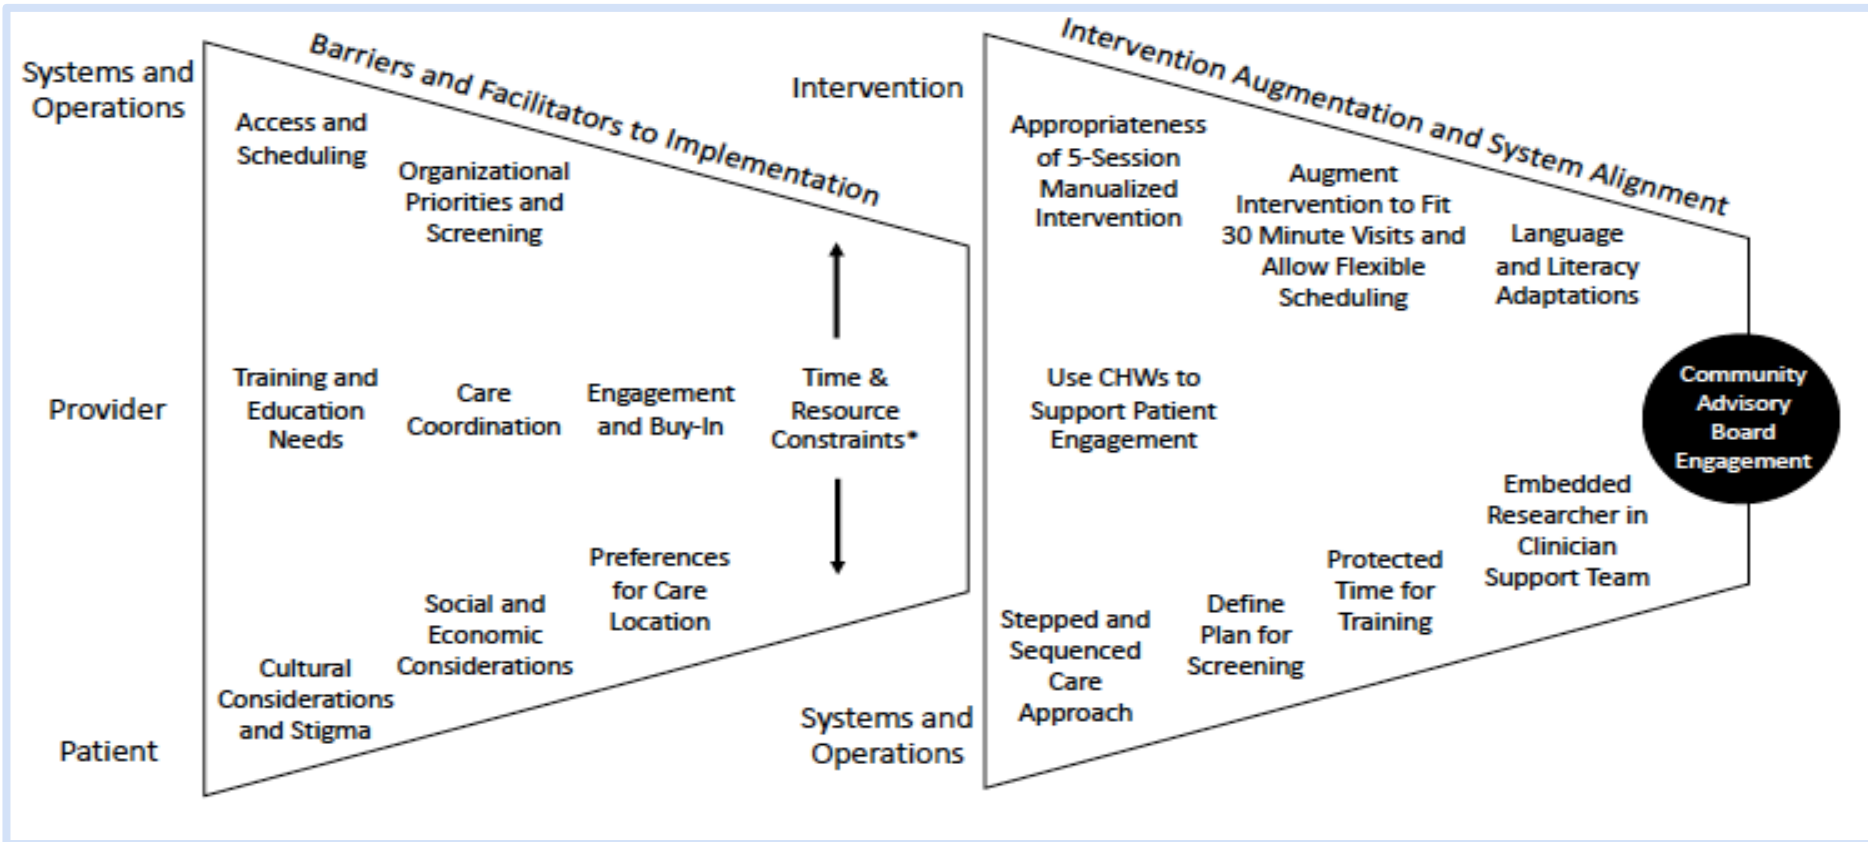 Systems and
Operations
Barriers and Facilitators to Implementation
Access and
Scheduling
Organizational
Priorities and
Screening
Provider
Training and
Education
Needs
Care
Coordination
Engagement
and Buy-In
Time &
Resource
Constraints*
Patient
Cultural
Considerations
and Stigma
Social and
Economic
Considerations
Preferences
for Care
Location
Intervention
Intervention Augmentation and System Alignment
Appropriateness
of 5-Session
Manualized
Intervention
Augment
Intervention to Fit
30 Minute Visits and
Allow Flexible
Scheduling
Language
and Literacy
Adaptations
Use CHWs to
Support Patient
Engagement
Community
Advisory
Board
Engagement
Systems and
Operations
Stepped and
Sequenced
Care
Approach
Define
Plan for
Screening
Protected
Time for
Training
Embedded
Researcher in
Clinician
Support Team